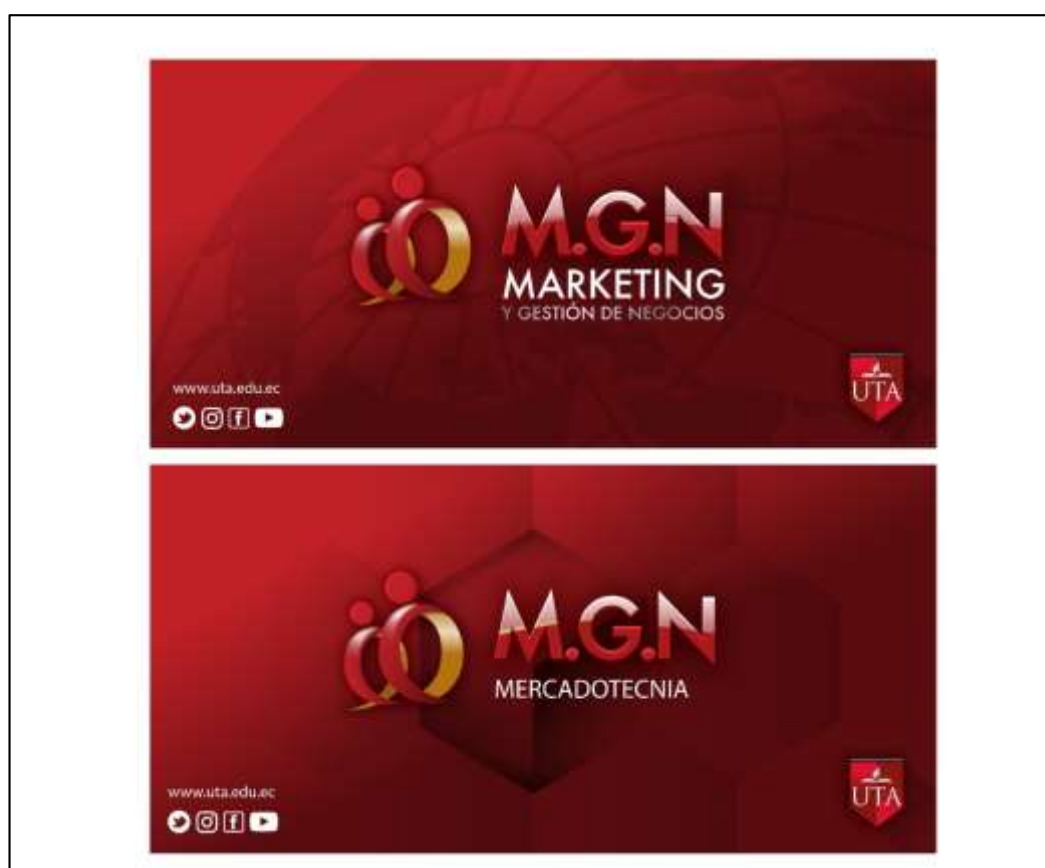 M.G.N
MARKETING
Y GESTIÓN DE NEGOCIOS
www.uta.edu.ec
UTA
M.G.N
MERCADOTECNIA
www.uta.edu.ec
UTA